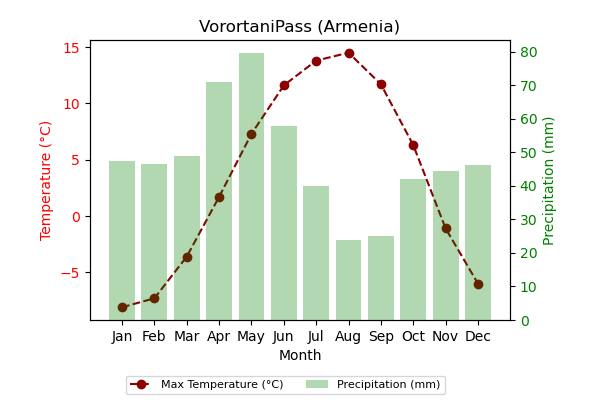 VorortaniPass (Armenia)
15
10
5
0
−5
Temperature (°C)
80
70
60
50
40
30
20
10
0
Precipitation (mm)
Jan Feb Mar Apr May Jun Jul Aug Sep Oct Nov Dec
Month
Max Temperature (°C) Precipitation (mm)